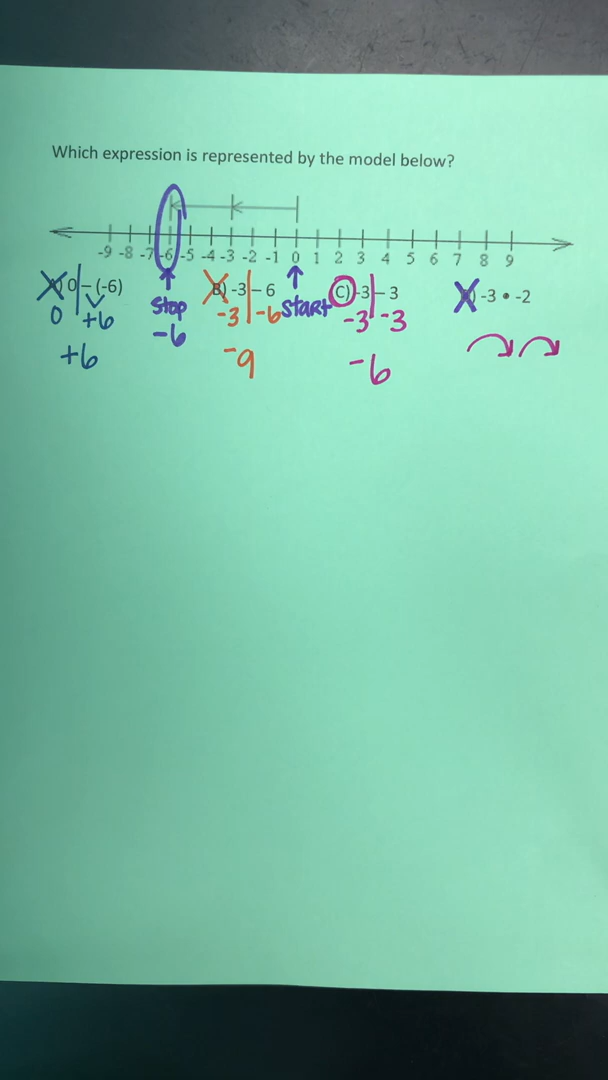 Which expression is represented by the model below?
-9 -8 -7 -6 -5 -4 -3 -2 -1 0 1 2 3 4 5 6 7 8 9
0 - (-6) B) -3 - 6 C) -3 - 3 -3 • -2
0 +6 Stop -3 -6 Start -3 -3
-6
+6 -9 -6